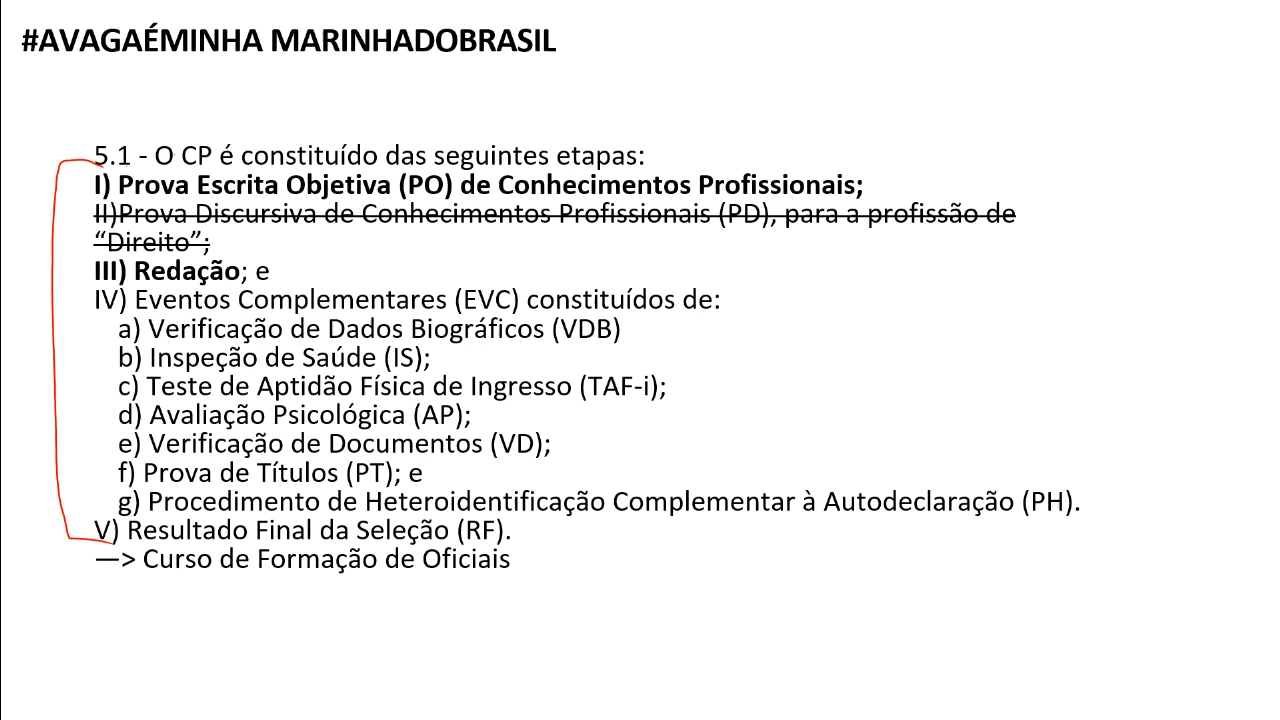 #AVAGAÉMINHA MARINHADOBRASIL
5.1 - O CP é constituído das seguintes etapas:
I) Prova Escrita Objetiva (PO) de Conhecimentos Profissionais;
II)Prova Discursiva de Conhecimentos Profissionais (PD), para a profissão de
“Direito”;
III) Redação; e
IV) Eventos Complementares (EVC) constituídos de:
a) Verificação de Dados Biográficos (VDB)
b) Inspeção de Saúde (IS);
c) Teste de Aptidão Física de Ingresso (TAF-i);
d) Avaliação Psicológica (AP);
e) Verificação de Documentos (VD);
f) Prova de Títulos (PT); e
g) Procedimento de Heteroidentificação Complementar à Autodeclaração (PH).
V) Resultado Final da Seleção (RF).
—> Curso de Formação de Oficiais